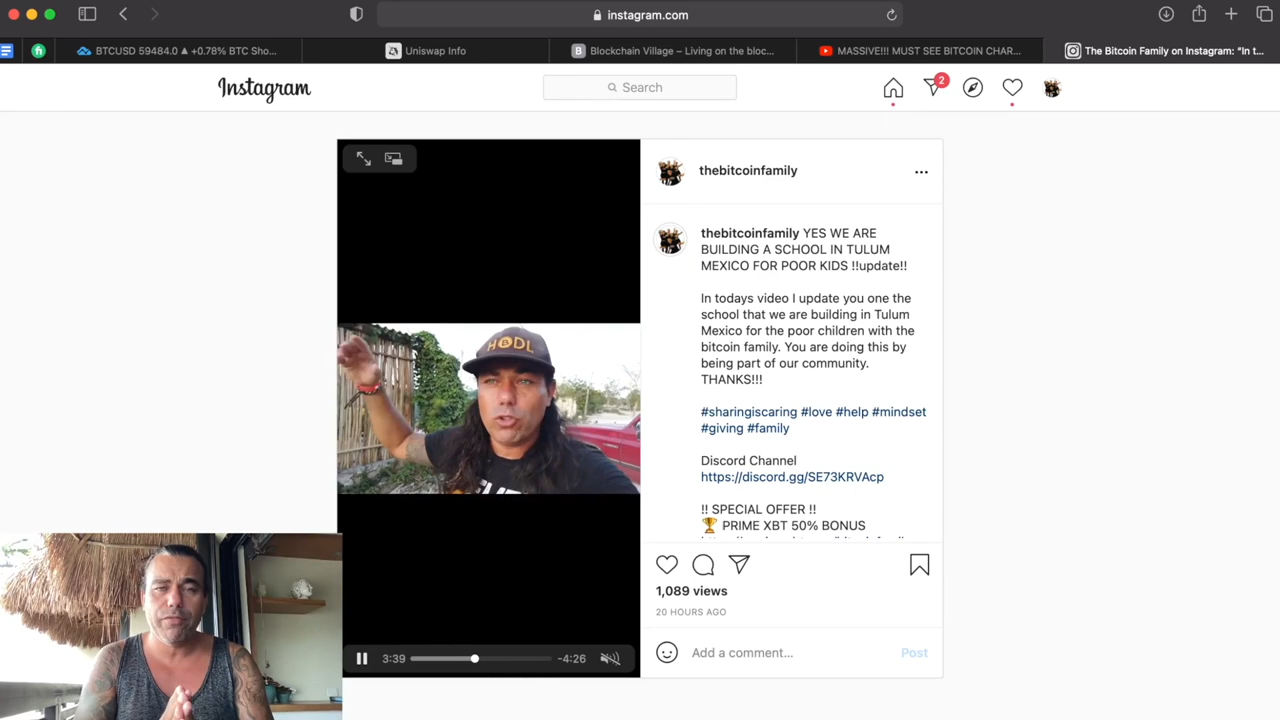 instagram.com
BTCUSD 59484.0 ▲ +0.78% BTC Sho...
Uniswap Info
Blockchain Village – Living on the bloc...
MASSIVE!!! MUST SEE BITCOIN CHAR...
The Bitcoin Family on Instagram: “In t...
Instagram
Search
2
thebitcoinfamily
thebitcoinfamily YES WE ARE
BUILDING A SCHOOL IN TULUM
MEXICO FOR POOR KIDS !!update!!
In todays video I update you one the
school that we are building in Tulum
Mexico for the poor children with the
bitcoin family. You are doing this by
being part of our community.
THANKS!!!
#sharingiscaring #love #help #mindset
#giving #family
Discord Channel
https://discord.gg/SE73KRVAcp
!! SPECIAL OFFER !!
🏆 PRIME XBT 50% BONUS
HODL
1,089 views
20 HOURS AGO
3:39
-4:26
Add a comment...
Post